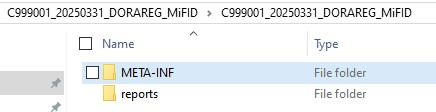 C999001_20250331_DORAREG_MiFID > C999001_20250331_DORAREG_MiFID
Name Type
META-INF File folder
reports File folder